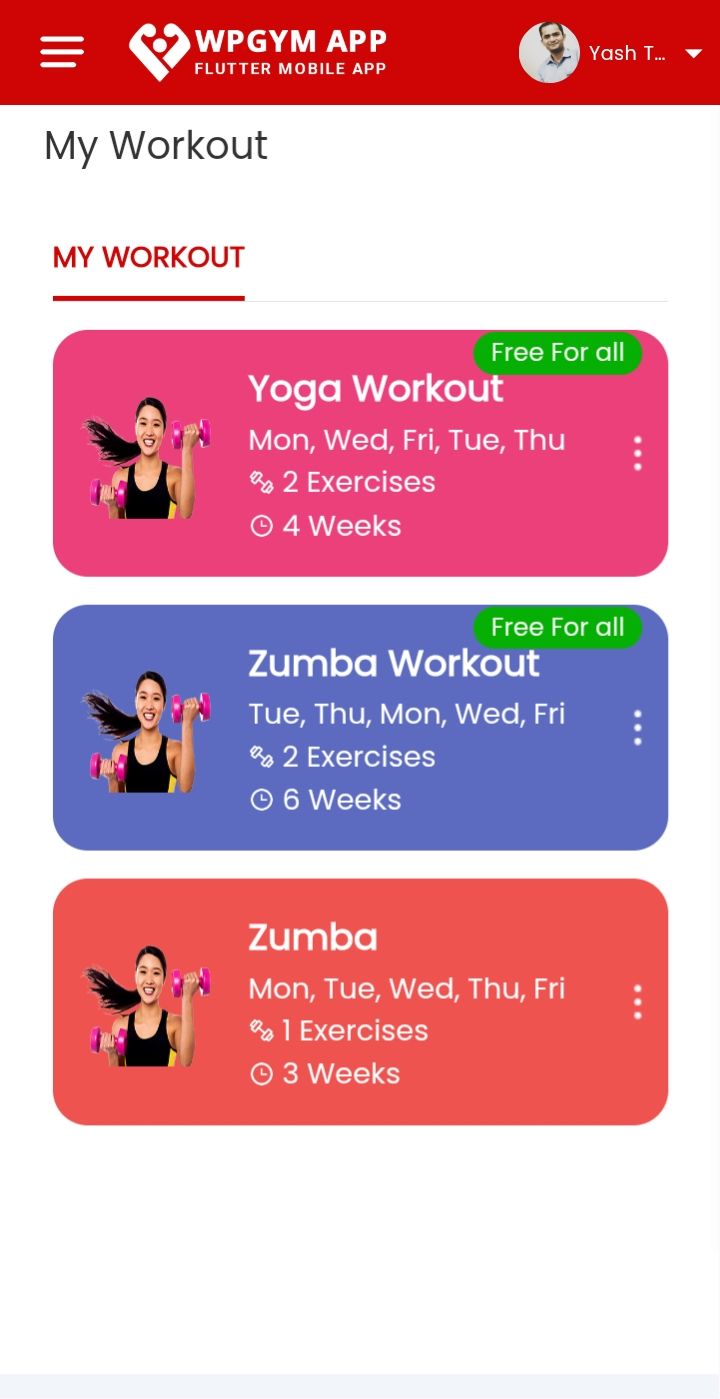 WPGYM APP
FLUTTER MOBILE APP
Yash T...
My Workout
MY WORKOUT
Free For all
Yoga Workout
Mon, Wed, Fri, Tue, Thu
2 Exercises
4 Weeks
Free For all
Zumba Workout
Tue, Thu, Mon, Wed, Fri
2 Exercises
6 Weeks
Zumba
Mon, Tue, Wed, Thu, Fri
1 Exercises
3 Weeks